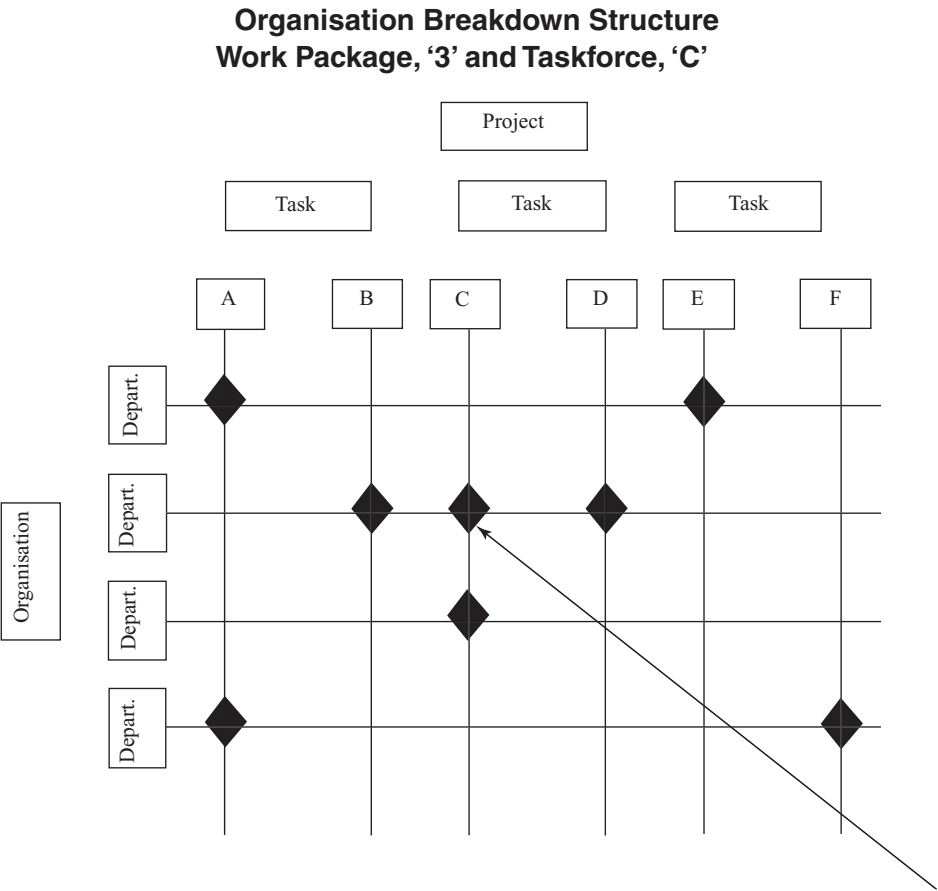 Organisation Breakdown Structure
Work Package, ‘3’ and Taskforce, ‘C’
Project
Task Task Task
A B C D E F
Depart.
Depart.
Organisation
Depart.
Depart.